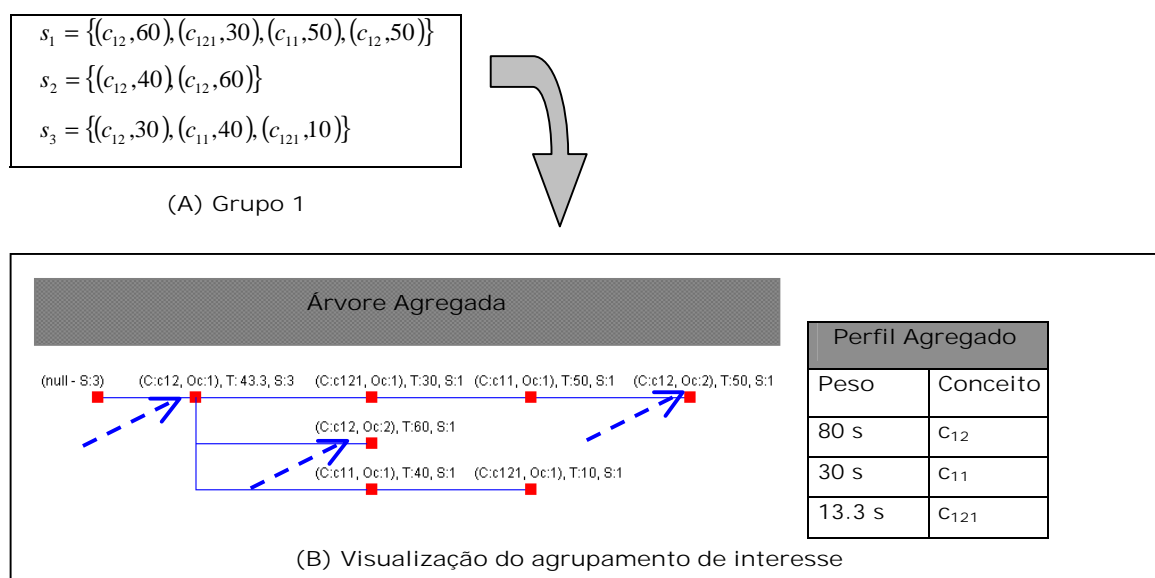 s₁ = {(c₁₂,60),(c₁₂₁,30),(c₁₁,50),(c₁₂,50)}
s₂ = {(c₁₂,40),(c₁₂,60)}
s₃ = {(c₁₂,30),(c₁₁,40),(c₁₂₁,10)}
(A) Grupo 1
Árvore Agregada
(null - S:3) (C:c12, Oc:1), T: 43.3, S:3 (C:c121, Oc:1), T:30, S:1 (C:c11, Oc:1), T:50, S:1 (C:c12, Oc:2), T:50, S:1
(C:c12, Oc:2), T:60, S:1
(C:c11, Oc:1), T:40, S:1 (C:c121, Oc:1), T:10, S:1
Perfil Agregado
Peso Conceito
80 s c₁₂
30 s c₁₁
13.3 s c₁₂₁
(B) Visualização do agrupamento de interesse